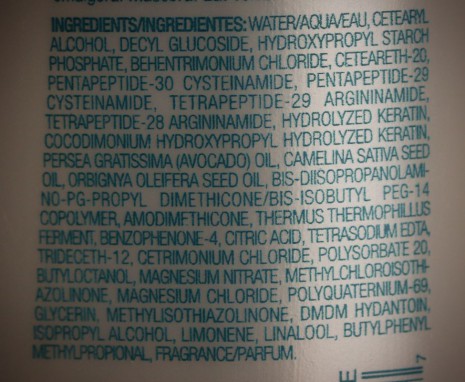 INGREDIENTS/INGREDIENTES: WATER/AQUA/EAU, CETEARYL
ALCOHOL, DECYL GLUCOSIDE, HYDROXYPROPYL STARCH
PHOSPHATE, BEHENTRIMONIUM CHLORIDE, CETEARETH-20,
PENTAPEPTIDE-30 CYSTEINAMIDE, PENTAPEPTIDE-29
CYSTEINAMIDE, TETRAPEPTIDE-29 ARGININAMIDE,
TETRAPEPTIDE-28 ARGININAMIDE, HYDROLYZED KERATIN,
COCODIMONIUM HYDROXYPROPYL HYDROLYZED KERATIN,
PERSEA GRATISSIMA (AVOCADO) OIL, CAMELINA SATIVA SEED
OIL, ORBIGNYA OLEIFERA SEED OIL, BIS-DIISOPROPANOLAMI-
NO-PG-PROPYL DIMETHICONE/BIS-ISOBUTYL PEG-14
COPOLYMER, AMODIMETHICONE, THERMUS THERMOPHILLUS
FERMENT, BENZOPHENONE-4, CITRIC ACID, TETRASODIUM EDTA,
TRIDECETH-12, CETRIMONIUM CHLORIDE, POLYSORBATE 20,
BUTYLOCTANOL, MAGNESIUM NITRATE, METHYLCHLOROISOTHI-
AZOLINONE, MAGNESIUM CHLORIDE, POLYQUATERNIUM-69,
GLYCERIN, METHYLISOTHIAZOLINONE, DMDM HYDANTOIN,
ISOPROPYL ALCOHOL, LIMONENE, LINALOOL, BUTYLPHENYL
METHYLPROPIONAL, FRAGRANCE/PARFUM.
E
7